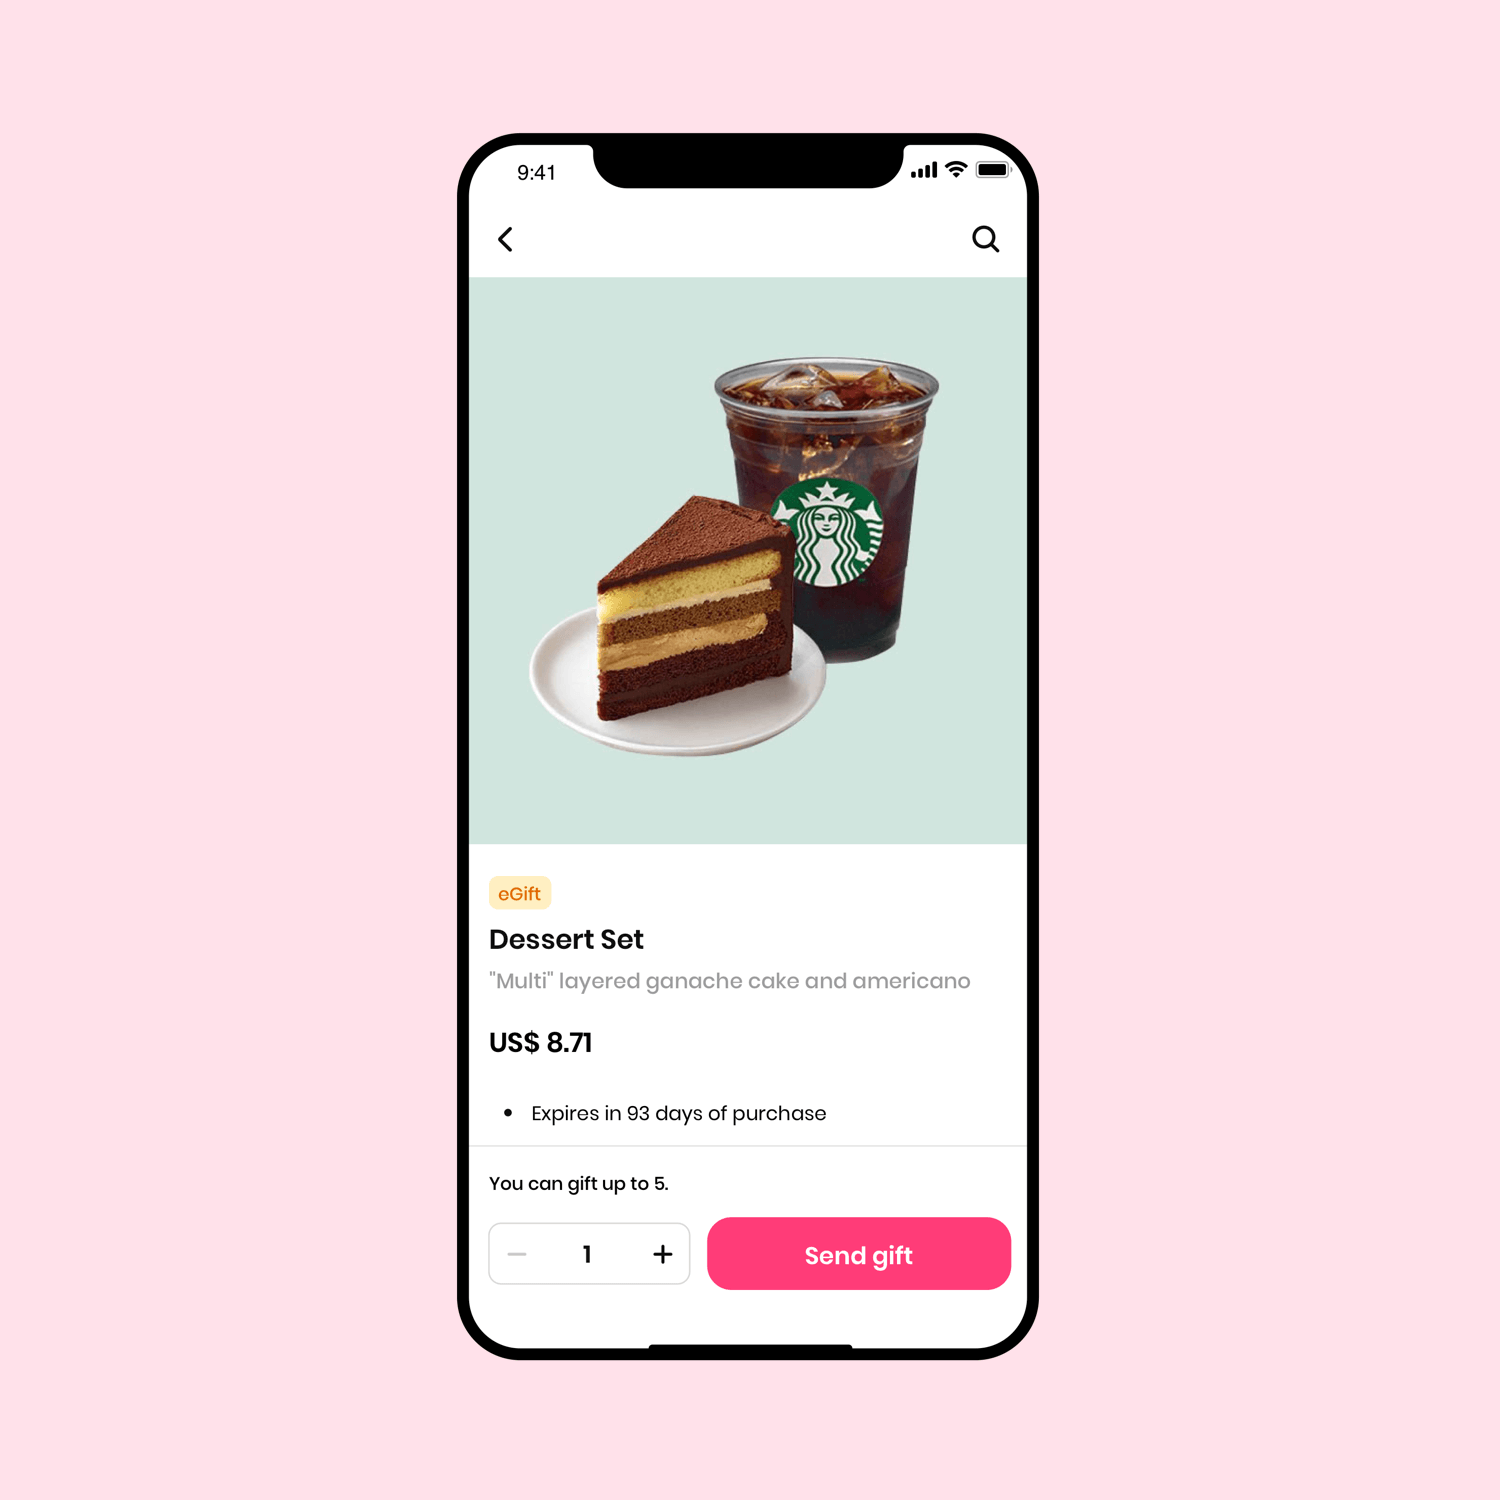 9:41
eGift
Dessert Set
"Multi" layered ganache cake and americano
US$ 8.71
• Expires in 93 days of purchase
You can gift up to 5.
1
Send gift